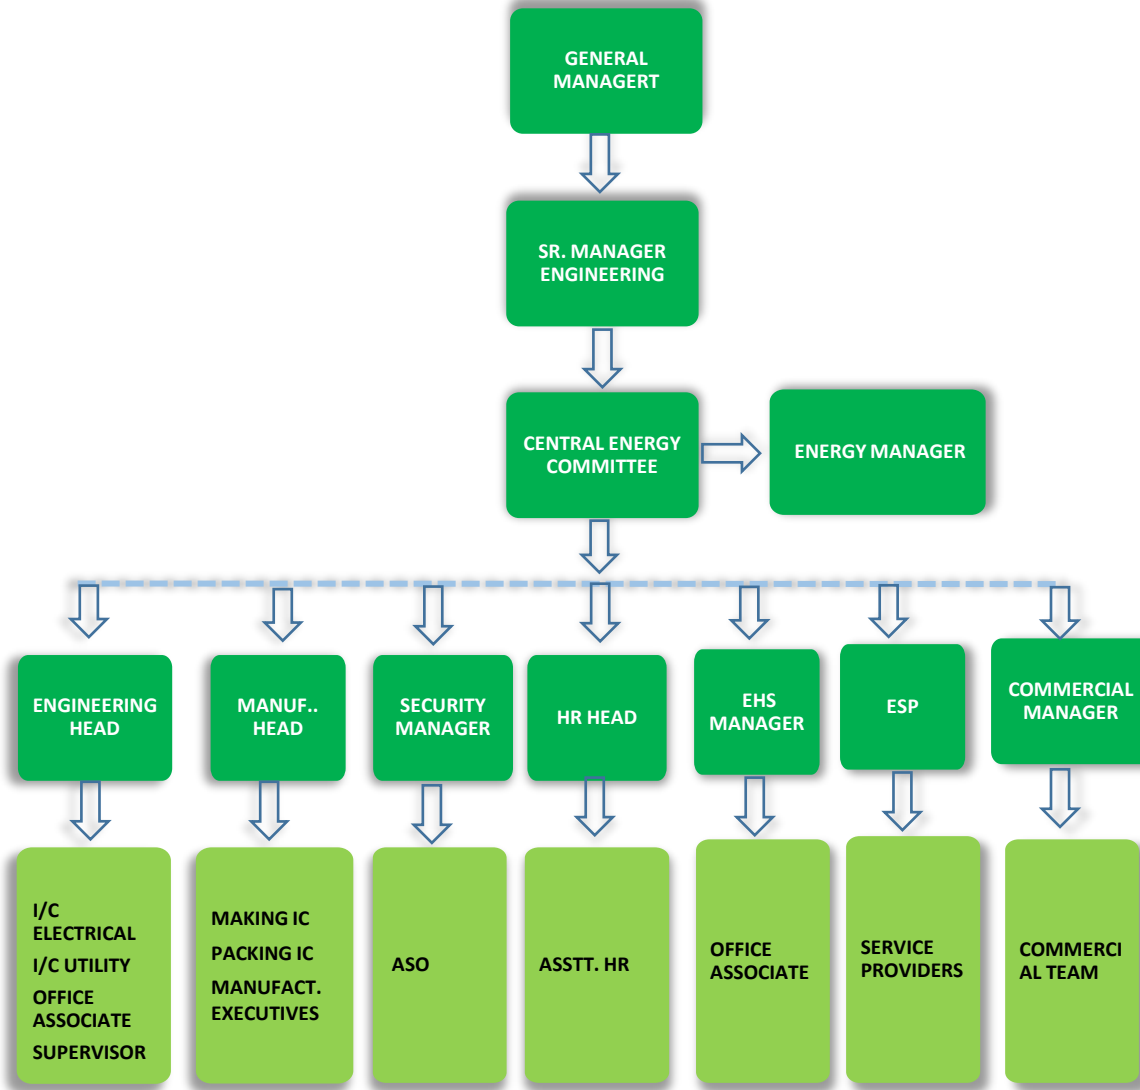 GENERAL
MANAGERT
SR. MANAGER
ENGINEERING
CENTRAL ENERGY
COMMITTEE
ENERGY MANAGER
ENGINEERING
HEAD
MANUF..
HEAD
SECURITY
MANAGER
HR HEAD
EHS
MANAGER
ESP
COMMERCIAL
MANAGER
I/C
ELECTRICAL
I/C UTILITY
OFFICE
ASSOCIATE
SUPERVISOR
MAKING IC
PACKING IC
MANUFACT.
EXECUTIVES
ASO
ASSTT. HR
OFFICE
ASSOCIATE
SERVICE
PROVIDERS
COMMERCI
AL TEAM